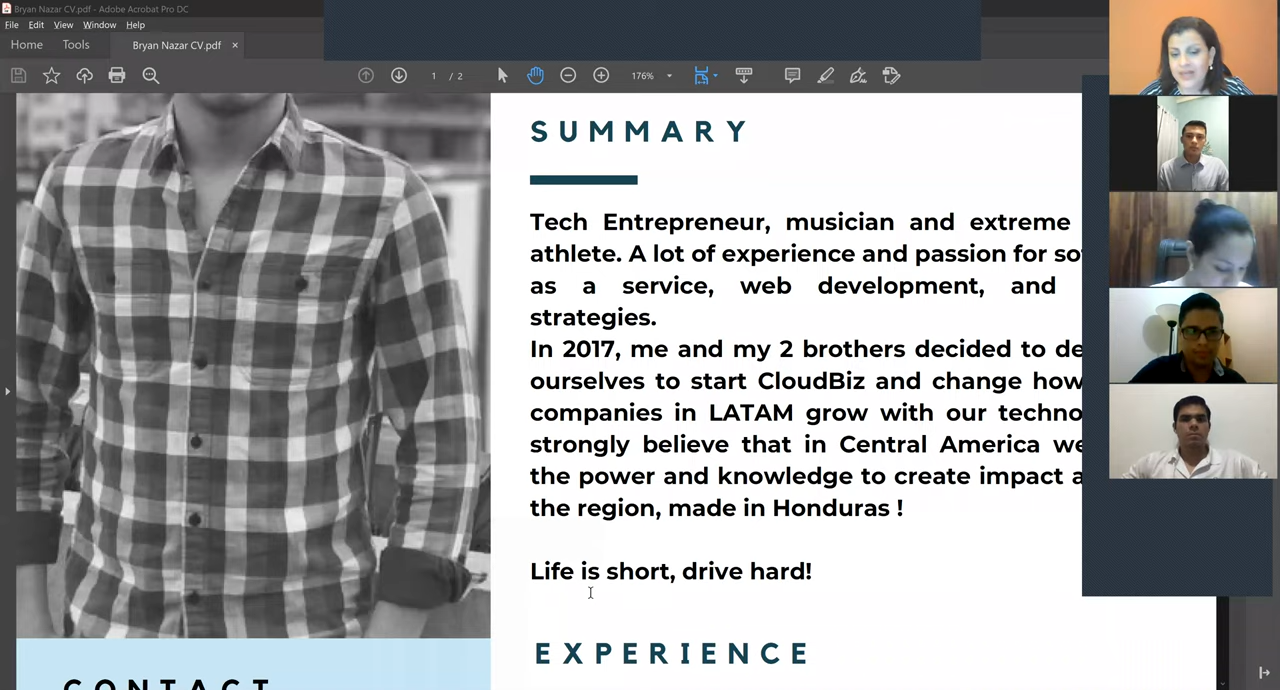 Bryan Nazar CV.pdf - Adobe Acrobat Pro DC
File Edit View Window Help
Home Tools Bryan Nazar CV.pdf ×
1 / 2 176%
SUMMARY
Tech Entrepreneur, musician and extreme
athlete. A lot of experience and passion for
as a service, web development, and
strategies.
In 2017, me and my 2 brothers decided to
ourselves to start CloudBiz and change how
companies in LATAM grow with our
strongly believe that in Central America
the power and knowledge to create impact
the region, made in Honduras !
Life is short, drive hard!
EXPERIENCE
CONTACT